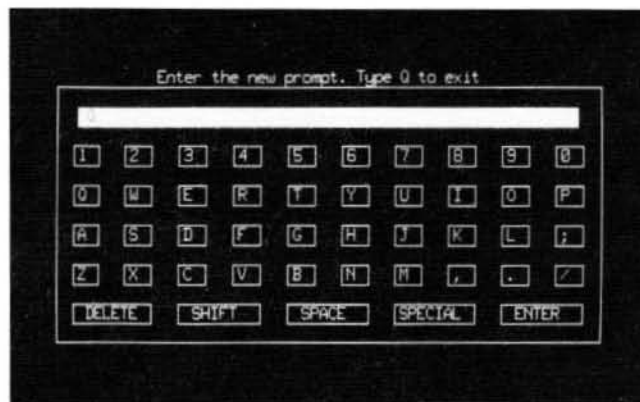 Enter the new prompt. Type Q to exit
1 2 3 4 5 6 7 8 9 0
Q W E R T Y U I O P
A S D F G H J K L ;
Z X C V B N M , . /
DELETE SHIFT SPACE SPECIAL ENTER